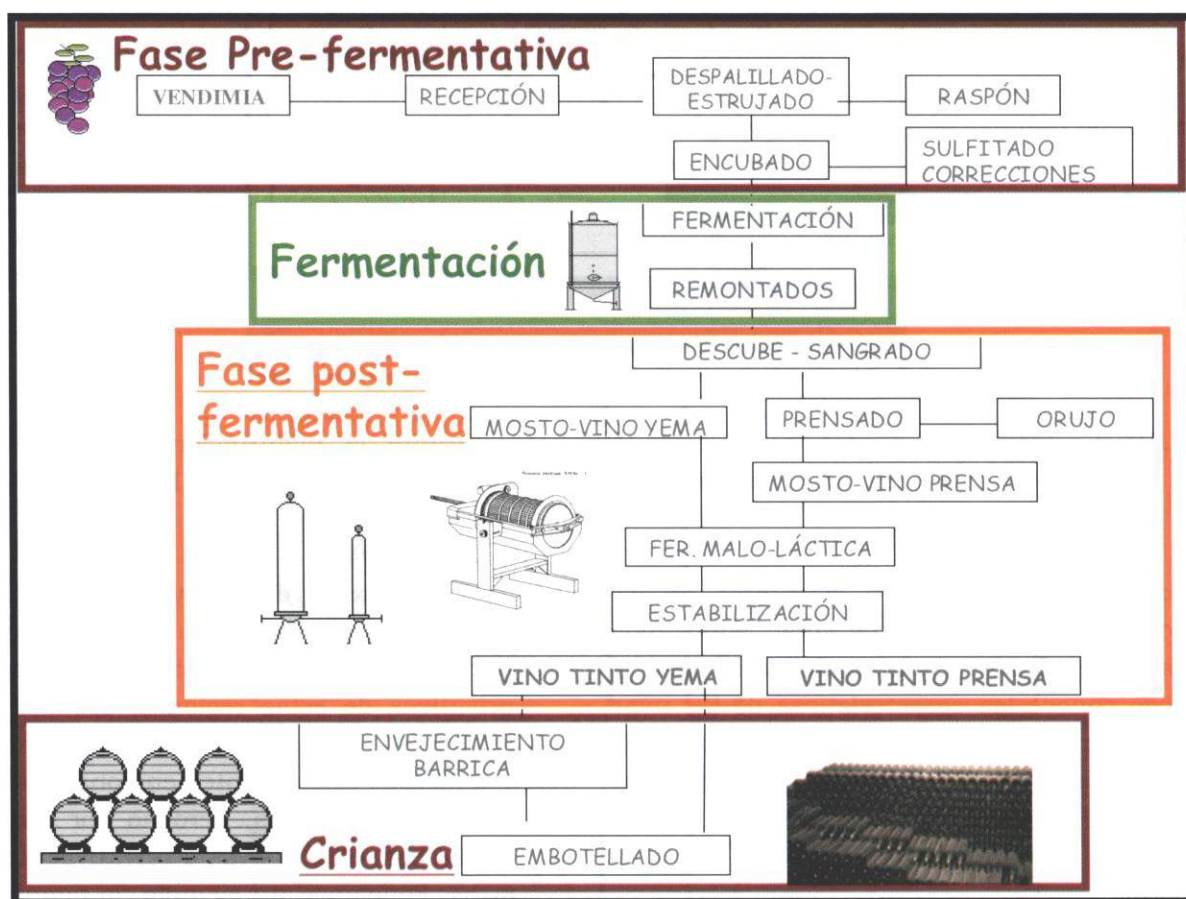 Fase Pre-fermentativa
VENDIMIA
RECEPCIÓN
DESPALILLADO-
ESTRUJADO
RASPÓN
ENCUBADO
SULFITADO
CORRECCIONES
Fermentación
FERMENTACIÓN
REMONTADOS
Fase post-
fermentativa
DESCUBE - SANGRADO
MOSTO-VINO YEMA
PRENSADO
ORUJO
MOSTO-VINO PRENSA
FER. MALO-LÁCTICA
ESTABILIZACIÓN
VINO TINTO YEMA
VINO TINTO PRENSA
ENVEJECIMIENTO
BARRICA
Crianza
EMBOTELLADO